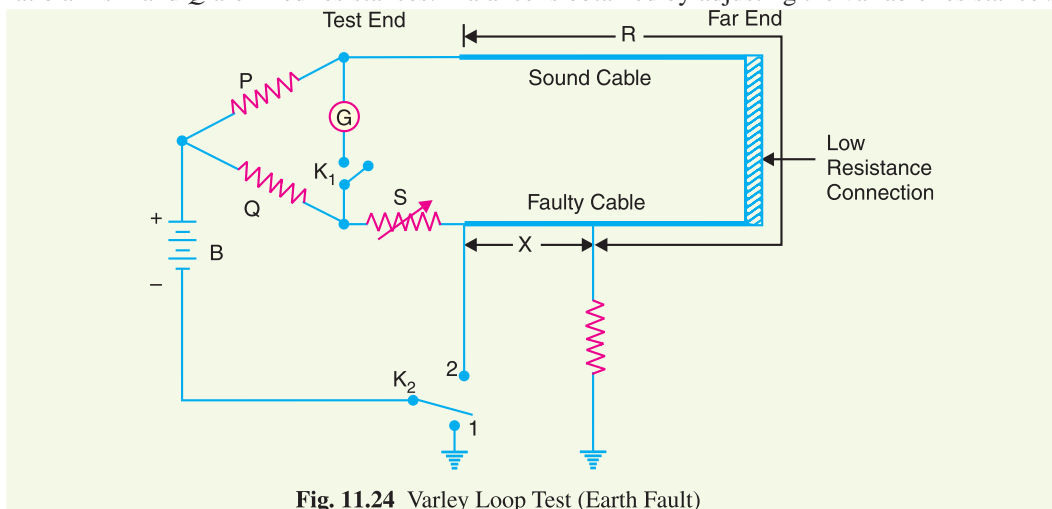 Test End
Far End
R
P
Sound Cable
G
K1
Low
Resistance
Connection
S
Q
Faulty Cable
+
B
X
–
2
K2
1
Fig. 11.24 Varley Loop Test (Earth Fault)